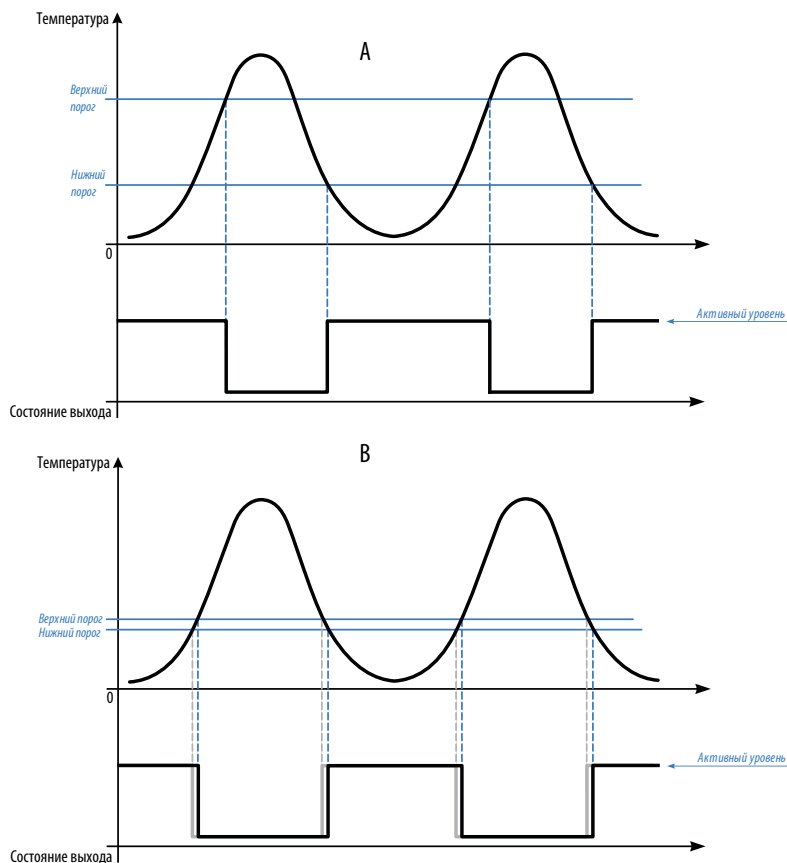 Температура
A
Верхний
порог
Нижний
порог
0
Активный уровень
Состояние выхода
B
Температура
Верхний порог
Нижний порог
0
Активный уровень
Состояние выхода